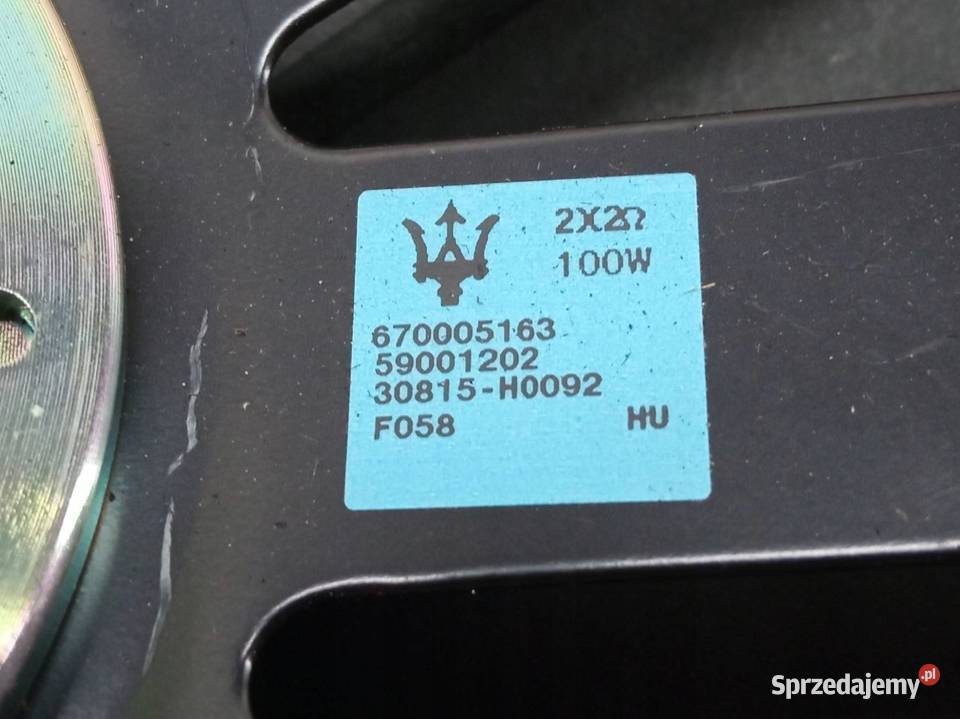 2X2Ω
100W
670005163
59001202
30815-H0092
F058 HU
Sprzedajemy.pl